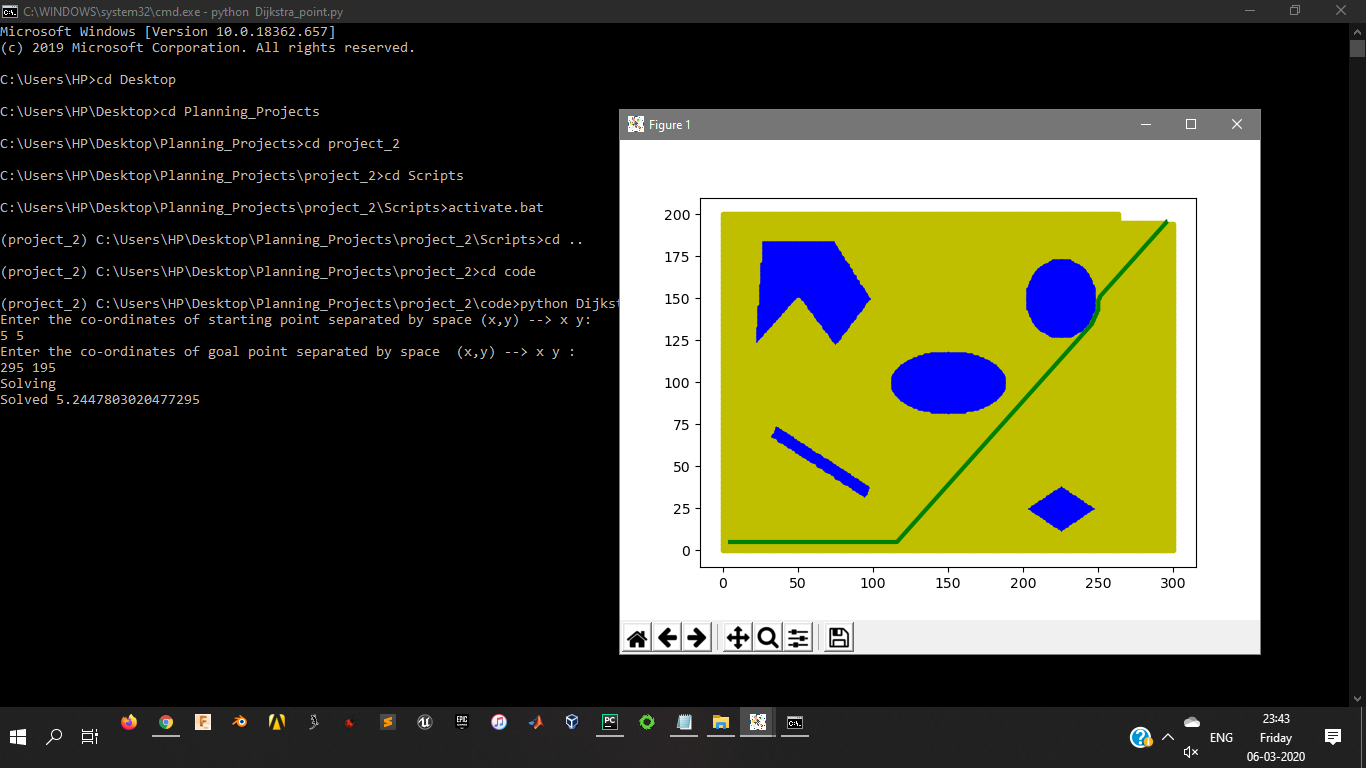 C:\WINDOWS\system32\cmd.exe - python  Dijkstra_point.py
Microsoft Windows [Version 10.0.18362.657]
(c) 2019 Microsoft Corporation. All rights reserved.
C:\Users\HP>cd Desktop
C:\Users\HP\Desktop>cd Planning_Projects
C:\Users\HP\Desktop\Planning_Projects>cd project_2
C:\Users\HP\Desktop\Planning_Projects\project_2>cd Scripts
C:\Users\HP\Desktop\Planning_Projects\project_2\Scripts>activate.bat
(project_2) C:\Users\HP\Desktop\Planning_Projects\project_2\Scripts>cd ..
(project_2) C:\Users\HP\Desktop\Planning_Projects\project_2>cd code
(project_2) C:\Users\HP\Desktop\Planning_Projects\project_2\code>python Dijkst
Enter the co-ordinates of starting point separated by space (x,y) --> x y:
5 5
Enter the co-ordinates of goal point separated by space  (x,y) --> x y :
295 195
Solving
Solved 5.2447803020477295
Figure 1
200
175
150
125
100
75
50
25
0
0 50 100 150 200 250 300
ENG
23:43
Friday
06-03-2020